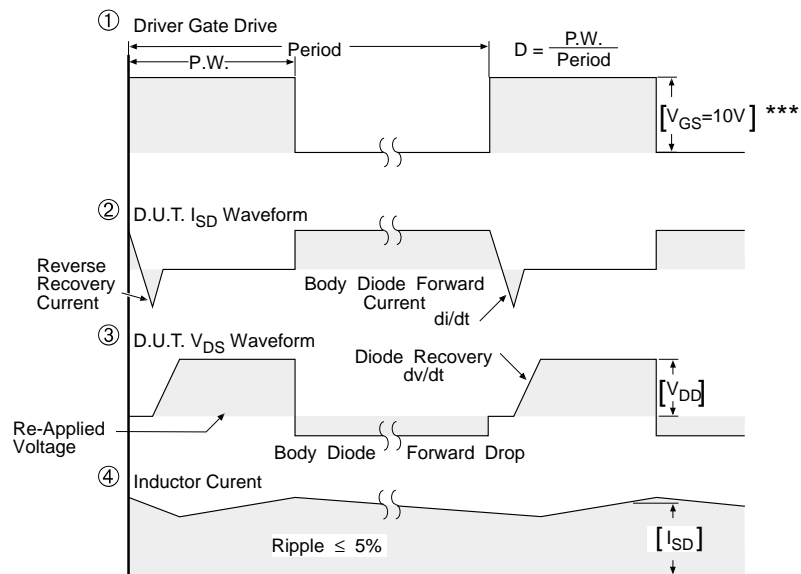 ① Driver Gate Drive
P.W.
Period
D = P.W. / Period
[VGS=10V] ***
② D.U.T. ISD Waveform
Reverse
Recovery
Current
Body Diode Forward
Current
di/dt
③ D.U.T. VDS Waveform
Diode Recovery
dv/dt
[VDD]
Re-Applied
Voltage
Body Diode Forward Drop
④ Inductor Curent
Ripple ≤ 5%
[ISD]